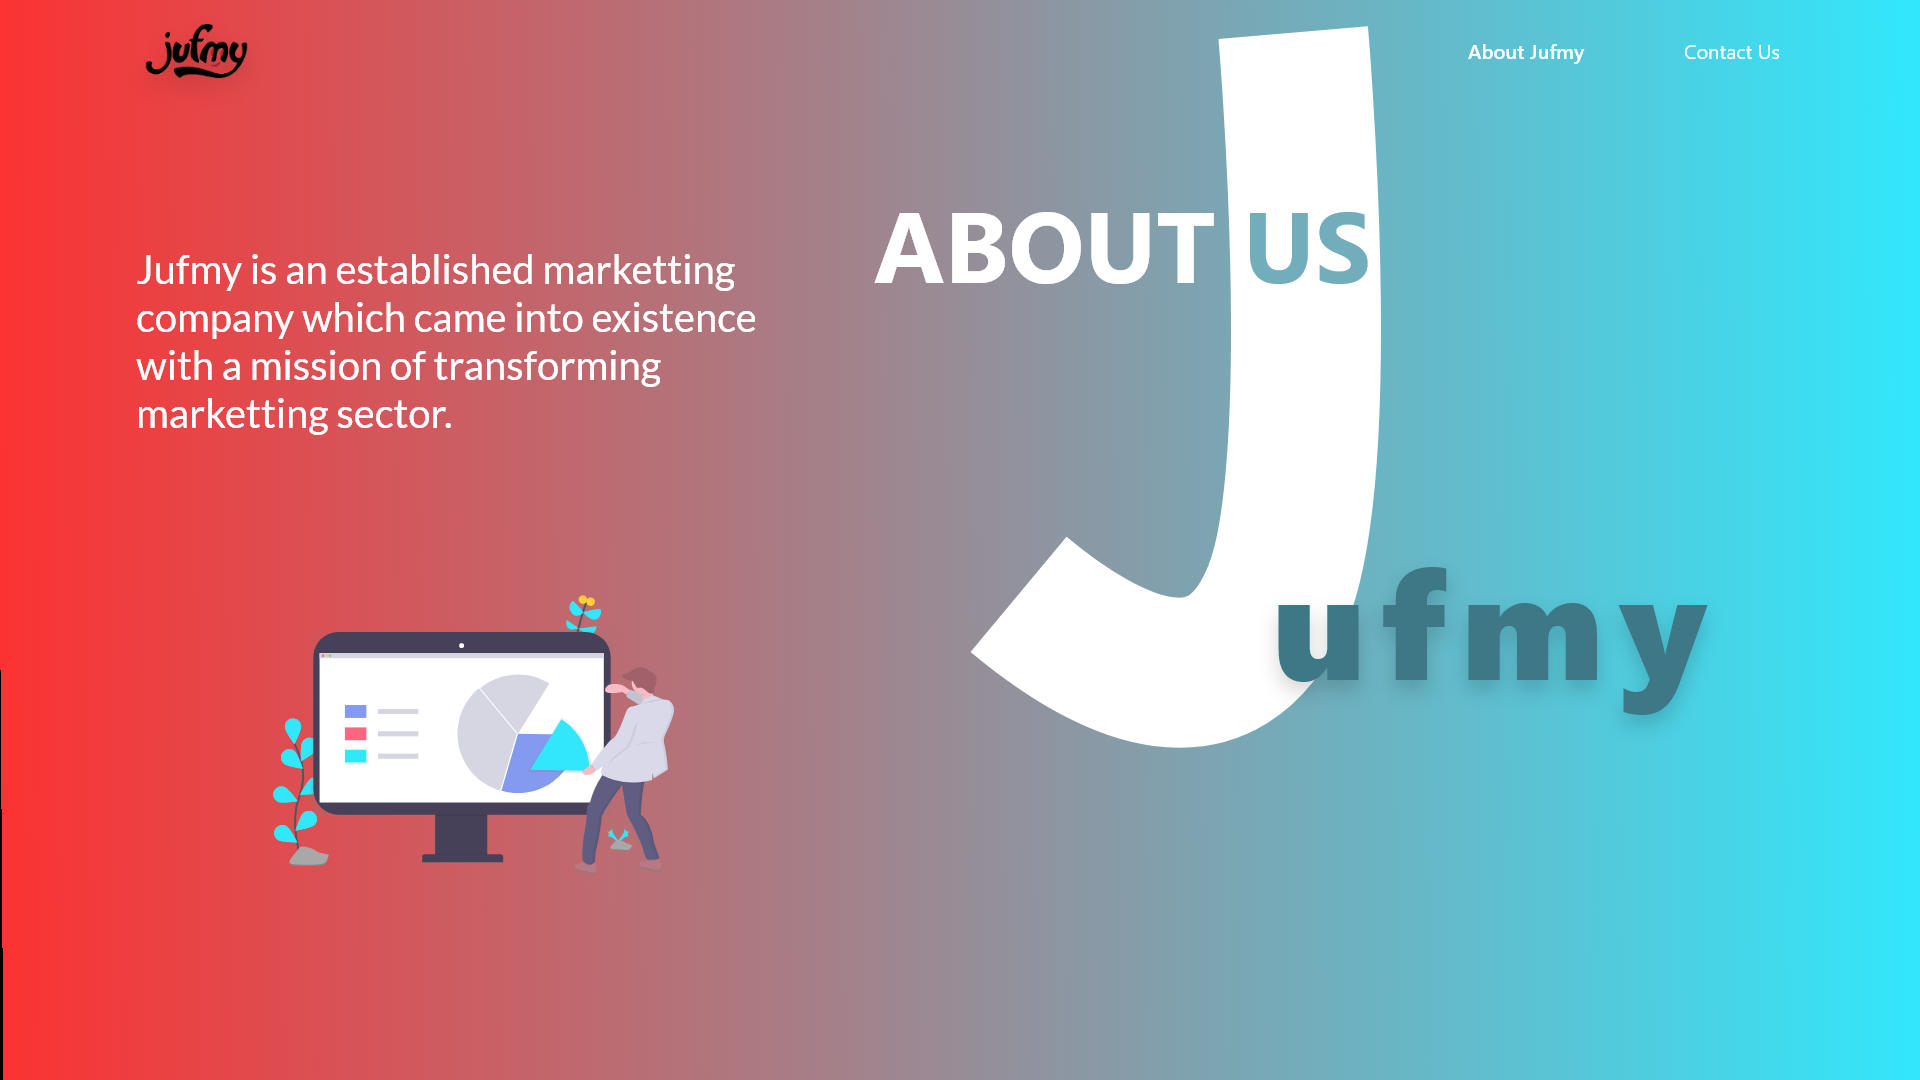 jufmy
About Jufmy
Contact Us
ABOUT US
Jufmy is an established marketting
company which came into existence
with a mission of transforming
marketting sector.
Jufmy